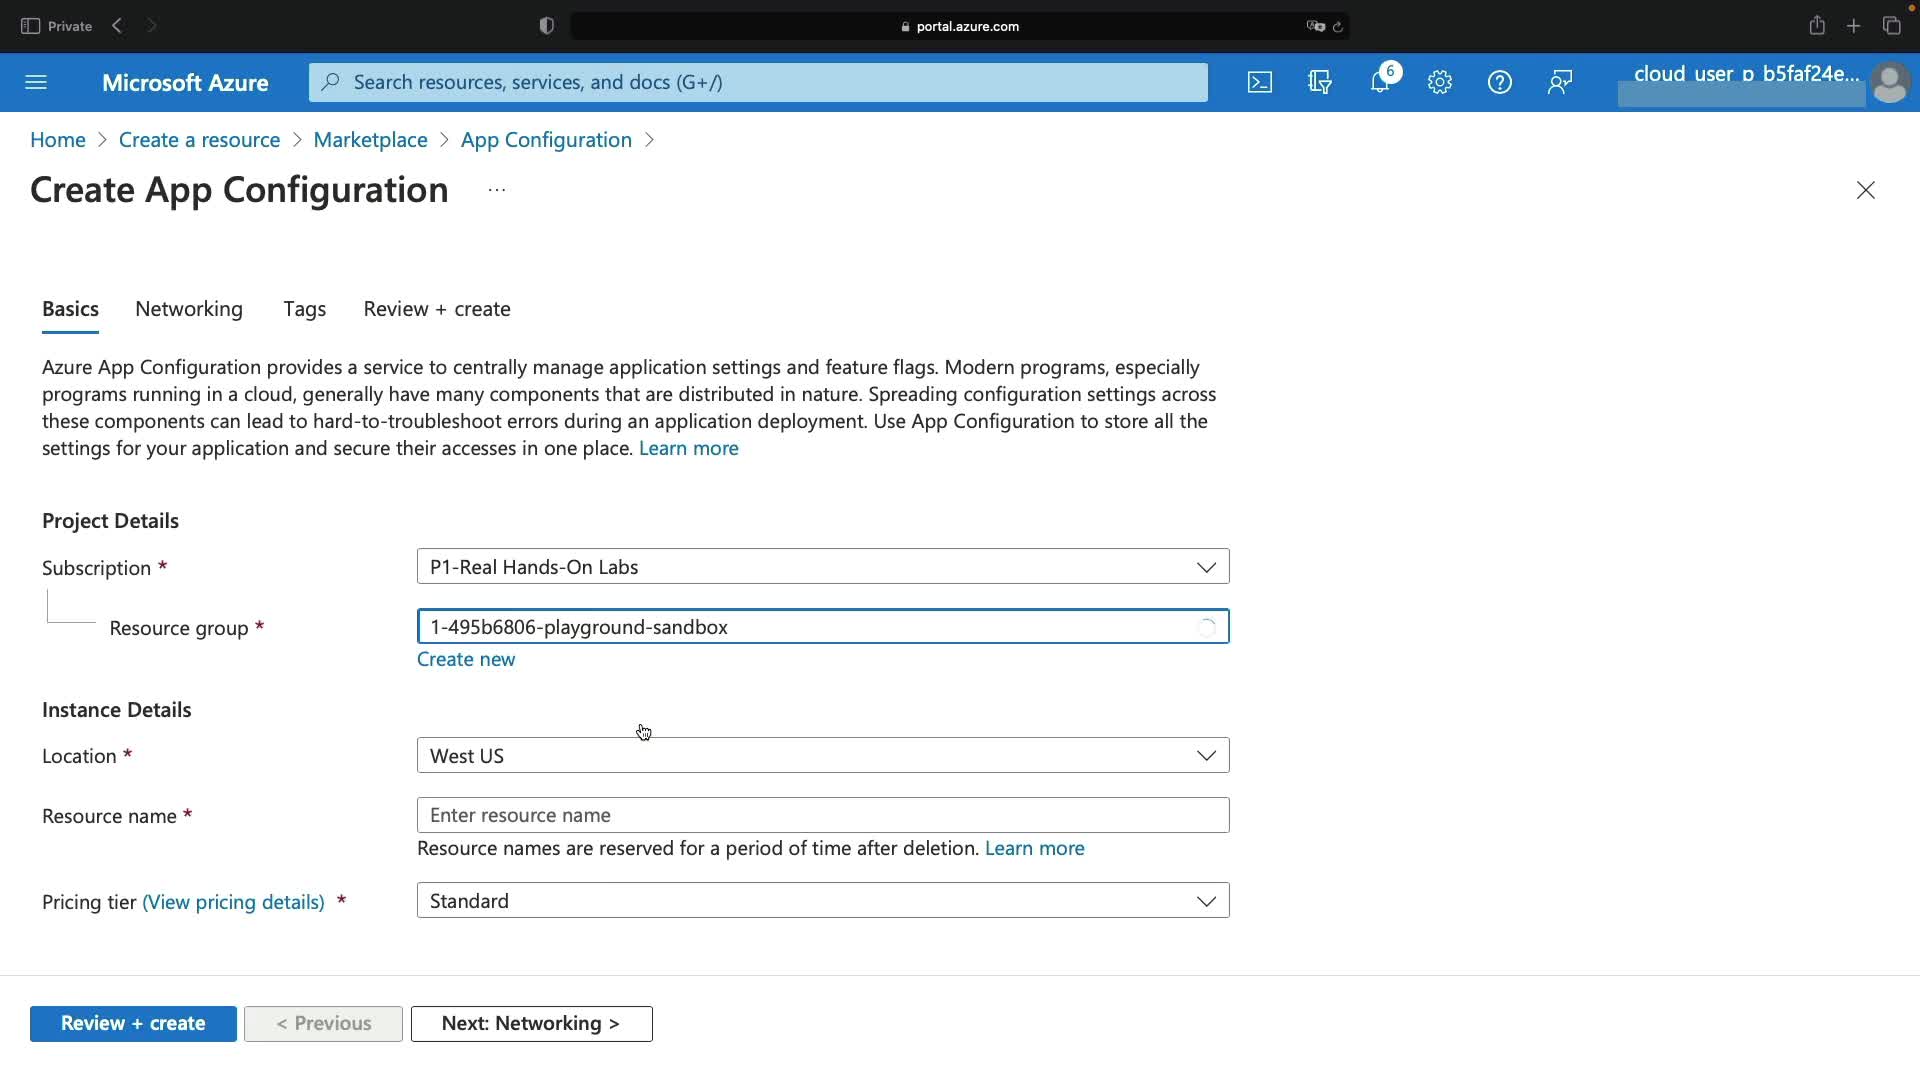 Private
portal.azure.com
Microsoft Azure
Search resources, services, and docs (G+/)
6
cloud_user_p_b5faf24e...
Home > Create a resource > Marketplace > App Configuration >
Create App Configuration ...
Basics
Networking
Tags
Review + create
Azure App Configuration provides a service to centrally manage application settings and feature flags. Modern programs, especially
programs running in a cloud, generally have many components that are distributed in nature. Spreading configuration settings across
these components can lead to hard-to-troubleshoot errors during an application deployment. Use App Configuration to store all the
settings for your application and secure their accesses in one place. Learn more
Project Details
Subscription *
P1-Real Hands-On Labs
Resource group *
1-495b6806-playground-sandbox
Create new
Instance Details
Location *
West US
Resource name *
Enter resource name
Resource names are reserved for a period of time after deletion. Learn more
Pricing tier (View pricing details) *
Standard
Review + create
< Previous
Next: Networking >